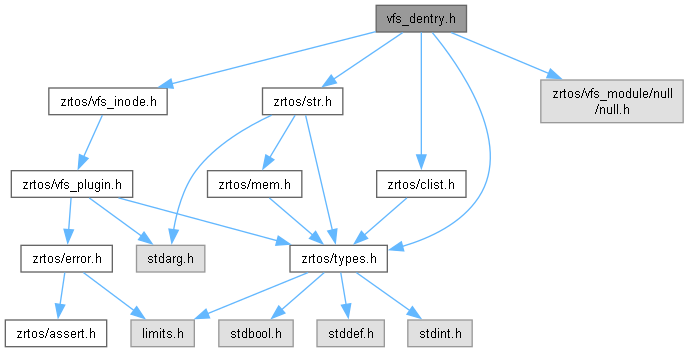 vfs_dentry.h
zrtos/vfs_inode.h
zrtos/str.h
zrtos/vfs_module/null
/null.h
zrtos/vfs_plugin.h
zrtos/mem.h
zrtos/clist.h
zrtos/error.h
stdarg.h
zrtos/types.h
zrtos/assert.h
limits.h
stdbool.h
stddef.h
stdint.h